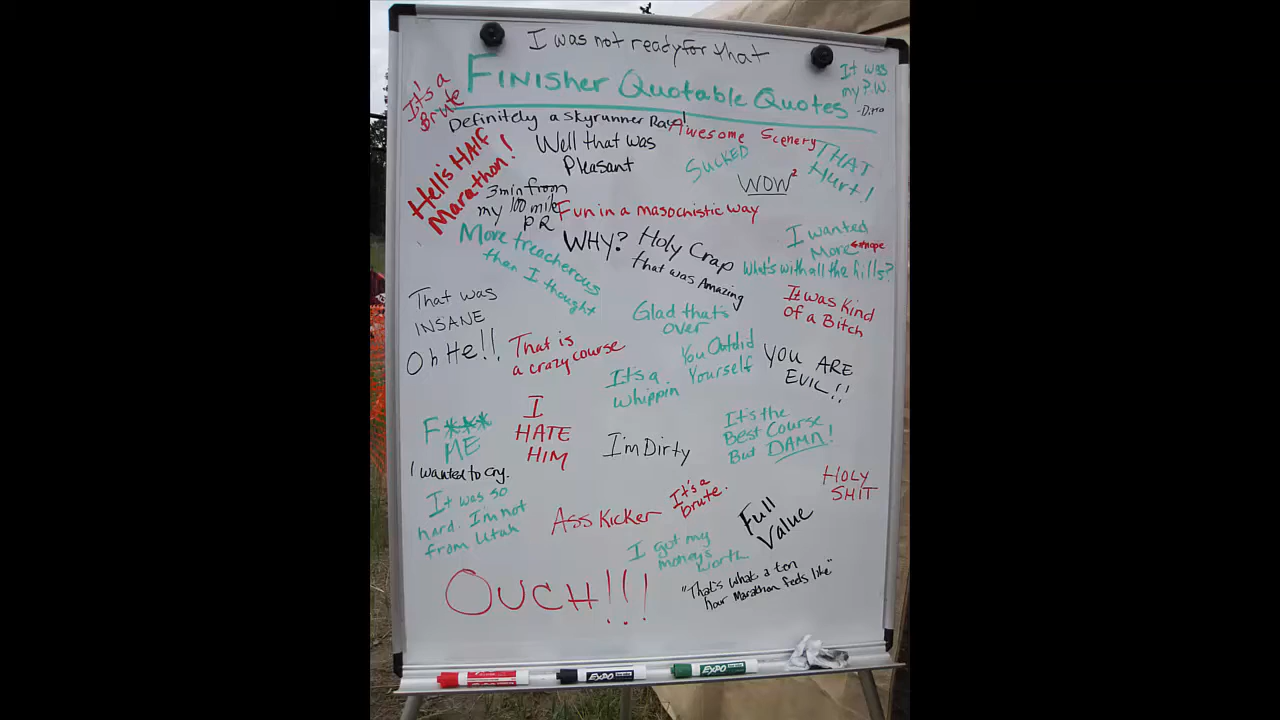 I was not ready for that
Finisher Quotable Quotes
It's a
Brute!
It was
my P.W.
-Ditto
Definitely a Skyrunner Race!
Awesome Scenery
Well that was
Pleasant
SUCKED
THAT
Hurt!
Hell's HAlf
Marathon!
WOW²
3min from
my 100 mile
PR
Fun in a masochistic way
More treacherous
than I thought
WHY?
Holy Crap
that was Amazing
I wanted
More
What's with all the hills?
That was
INSANE
It was Kind
of a Bitch
Glad that's
over
Oh He!!
That is
a crazy course
You Outdid
Yourself
YOU ARE
EVIL!!
It's a
whippin
F***
ME
I
HATE
HIM
I'm Dirty
It's the
Best Course
But DAMN!
I wanted to cry.
HOLY
SHIT
It was so
hard. I'm not
from Utah
Ass Kicker
It's a
brute.
Full
Value
I got my
money's
worth
OUCH!!!
"That's what a ten
hour Marathon feels like"
EXPO
EXPO